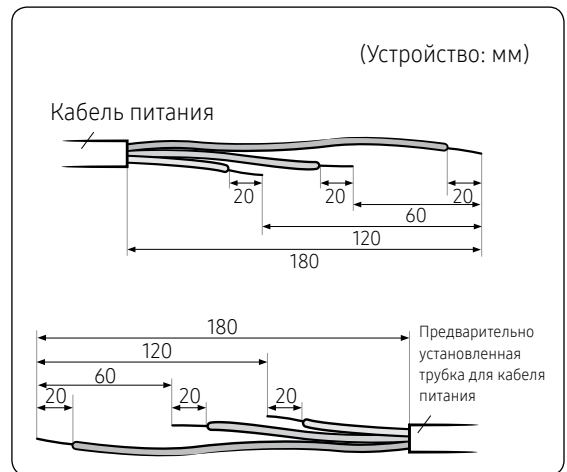 (Устройство: мм)
Кабель питания
20
20
20
60
120
180
180
120
60
20
20
20
Предварительно
установленная
трубка для кабеля
питания